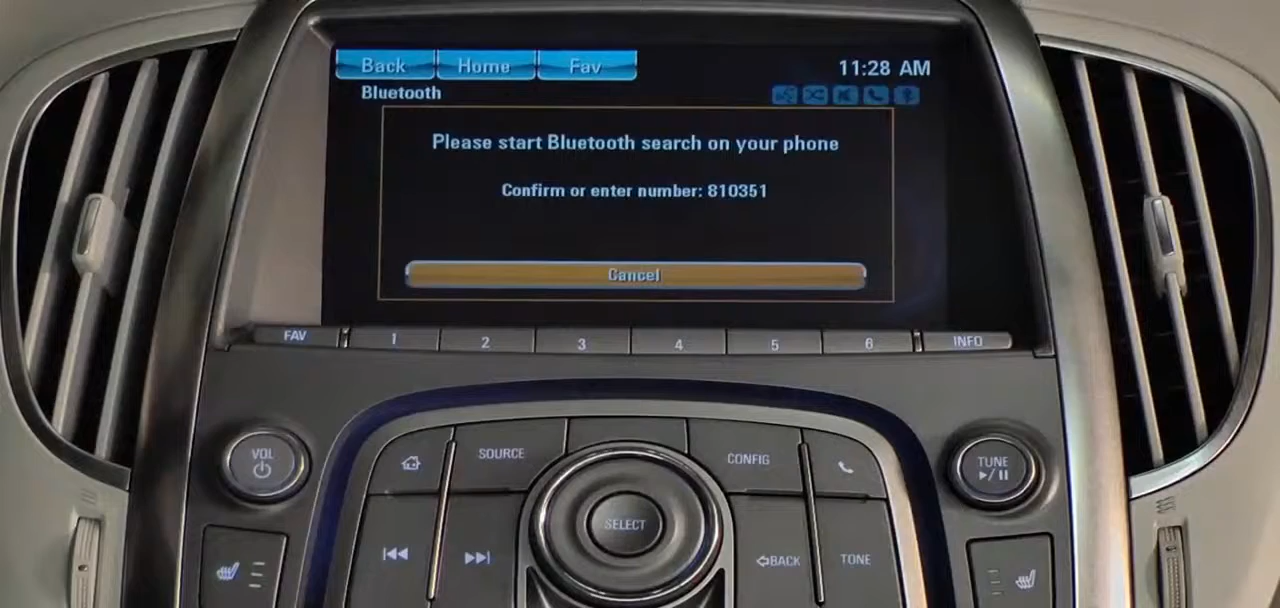 Back Home Fav 11:28 AM
Bluetooth
Please start Bluetooth search on your phone
Confirm or enter number: 810351
Cancel
FAV 1 2 3 4 5 6 INFO
VOL
SOURCE
CONFIG
TUNE
SELECT
BACK
TONE